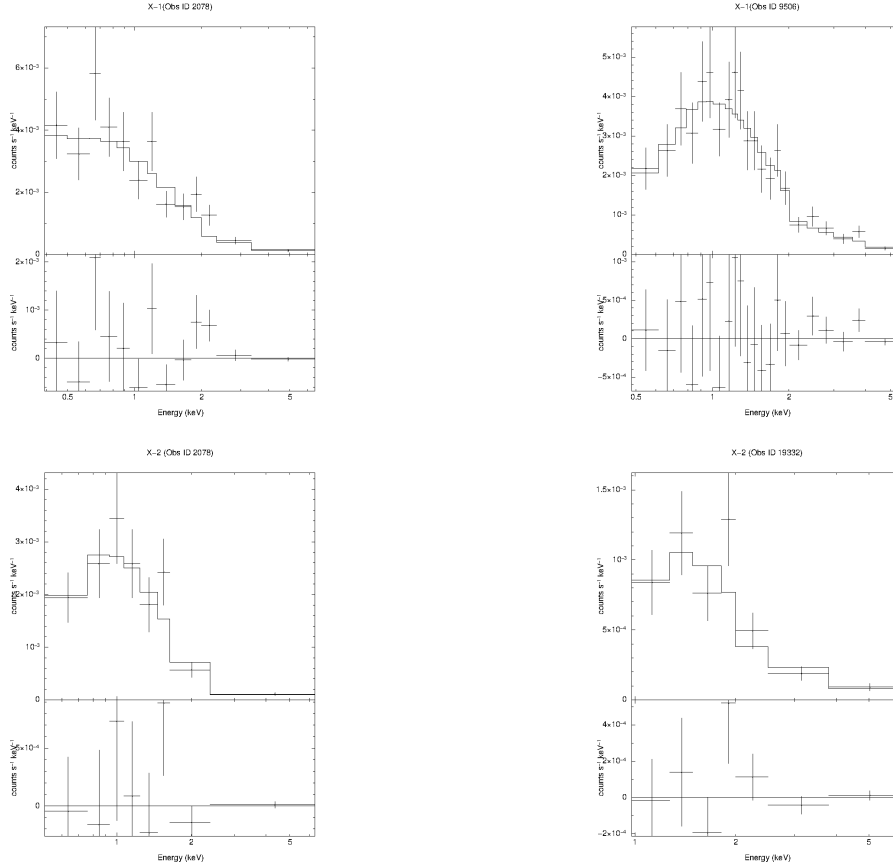 X−1(Obs ID 2078)
6×10⁻³
4×10⁻³
2×10⁻³
0
counts s⁻¹ keV⁻¹
2×10⁻³
10⁻³
0
counts s⁻¹ keV⁻¹
0.5 1 2 5
Energy (keV)
X−1(Obs ID 9506)
5×10⁻³
4×10⁻³
3×10⁻³
2×10⁻³
10⁻³
0
counts s⁻¹ keV⁻¹
10⁻³
5×10⁻⁴
0
−5×10⁻⁴
counts s⁻¹ keV⁻¹
0.5 1 2 5
Energy (keV)
X−2 (Obs ID 2078)
4×10⁻³
3×10⁻³
2×10⁻³
10⁻³
0
counts s⁻¹ keV⁻¹
5×10⁻⁴
0
counts s⁻¹ keV⁻¹
1 2 5
Energy (keV)
X−2 (Obs ID 19332)
1.5×10⁻³
10⁻³
5×10⁻⁴
0
counts s⁻¹ keV⁻¹
4×10⁻⁴
2×10⁻⁴
0
−2×10⁻⁴
counts s⁻¹ keV⁻¹
1 2 5
Energy (keV)